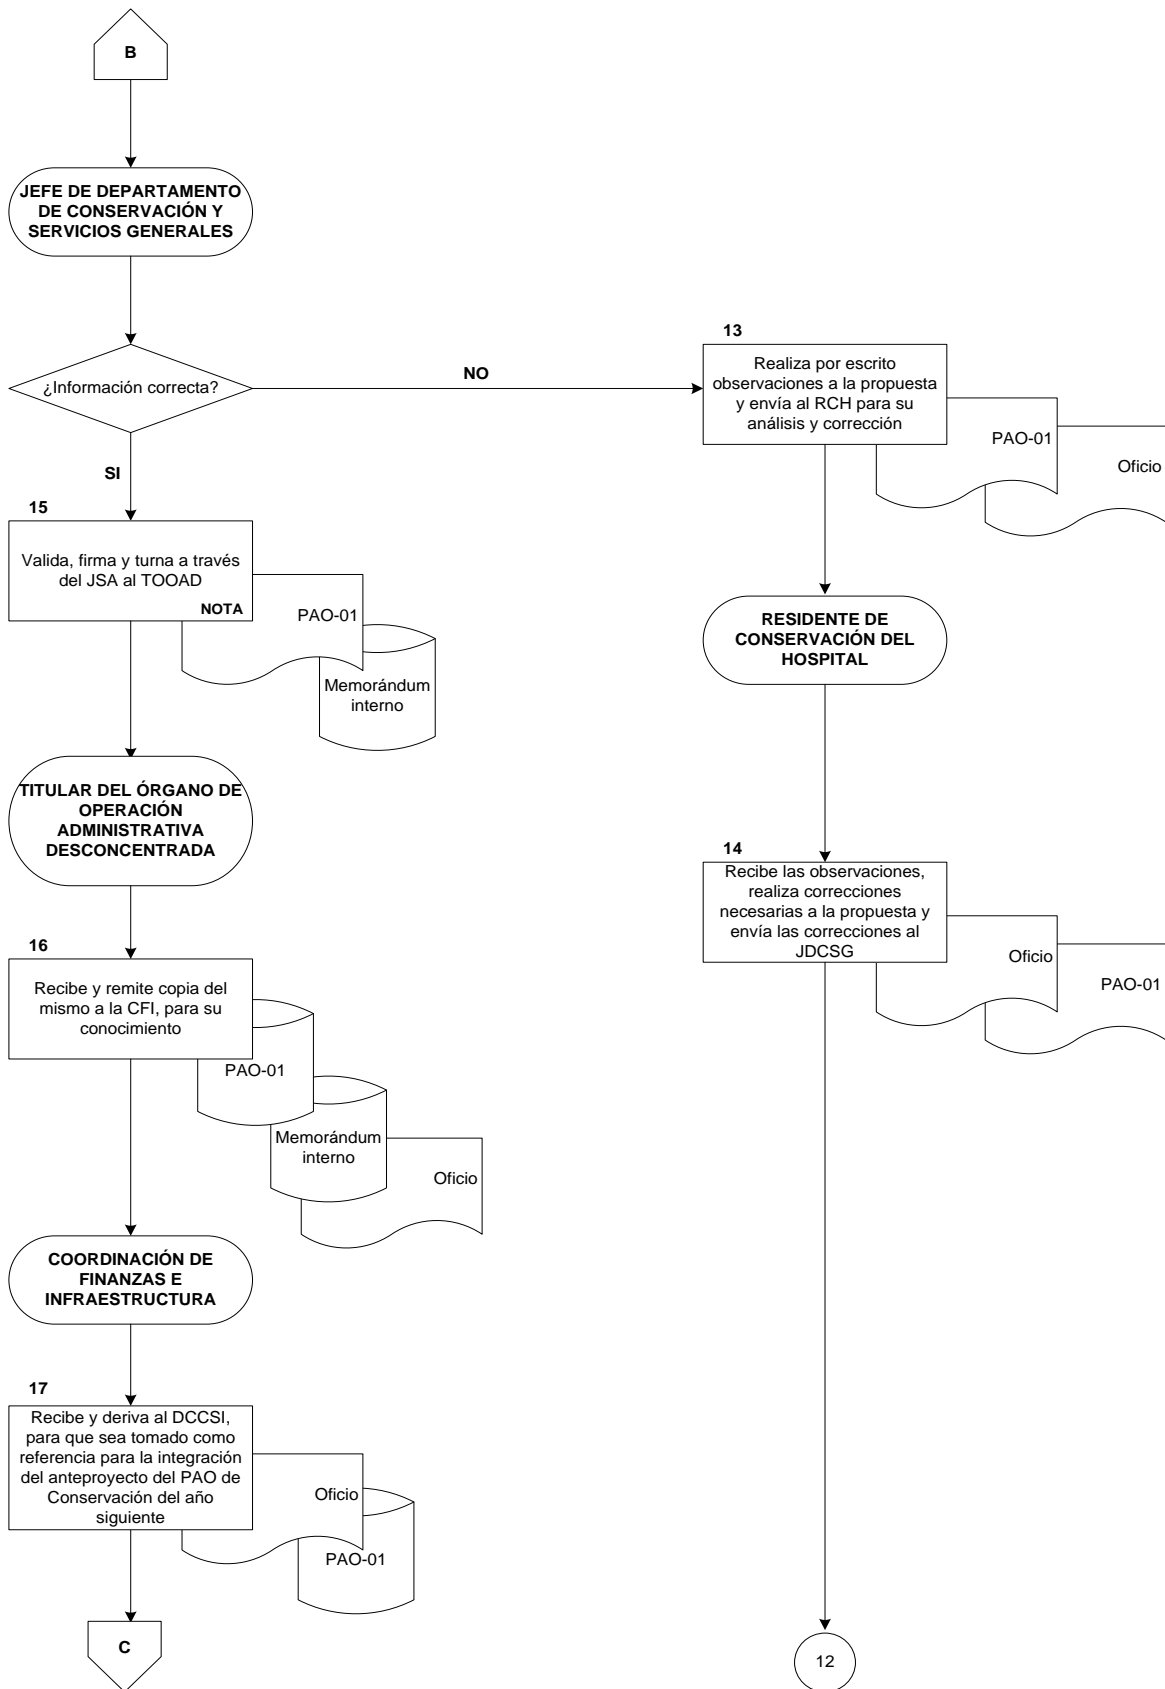 B
JEFE DE DEPARTAMENTO
DE CONSERVACIÓN Y
SERVICIOS GENERALES
¿Información correcta?
NO
SI
13
Realiza por escrito
observaciones a la propuesta
y envía al RCH para su
análisis y corrección
PAO-01
Oficio
15
Valida, firma y turna a través
del JSA al TOOAD
NOTA
PAO-01
Memorándum
interno
RESIDENTE DE
CONSERVACIÓN DEL
HOSPITAL
TITULAR DEL ÓRGANO DE
OPERACIÓN
ADMINISTRATIVA
DESCONCENTRADA
14
Recibe las observaciones,
realiza correcciones
necesarias a la propuesta y
envía las correcciones al
JDCSG
Oficio
PAO-01
16
Recibe y remite copia del
mismo a la CFI, para su
conocimiento
PAO-01
Memorándum
interno
Oficio
COORDINACIÓN DE
FINANZAS E
INFRAESTRUCTURA
17
Recibe y deriva al DCCSI,
para que sea tomado como
referencia para la integración
del anteproyecto del PAO de
Conservación del año
siguiente
Oficio
PAO-01
C
12